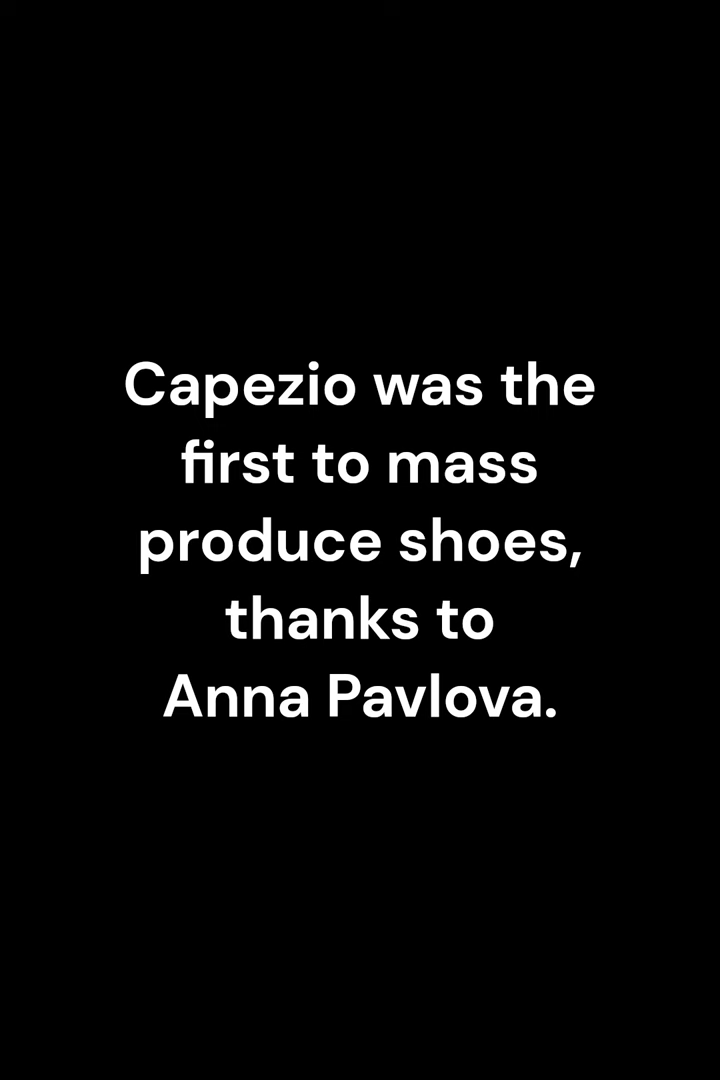 Capezio was the
first to mass
produce shoes,
thanks to
Anna Pavlova.